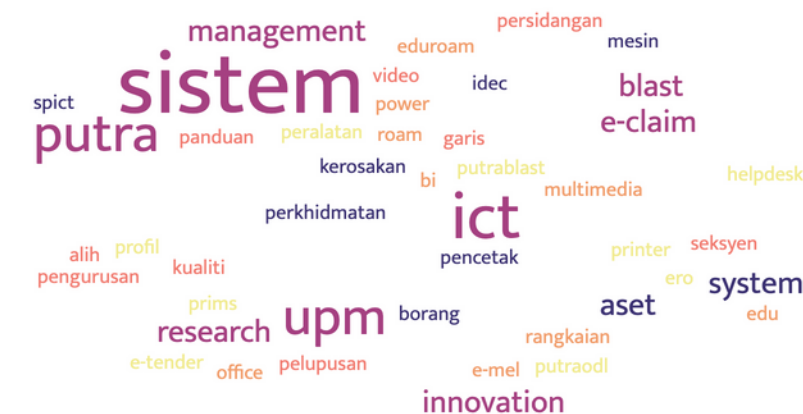 persidangan
management
mesin
eduroam
sistem
video
idec
blast
power
spict
e-claim
putra
panduan
peralatan
roam
garis
kerosakan
putrablast
bi
helpdesk
multimedia
perkhidmatan
ict
profil
alih
seksyen
printer
pencetak
kualiti
pengurusan
ero
system
prims
aset
upm
borang
edu
research
rangkaian
e-tender
pelupusan
office
e-mel
putraodl
innovation